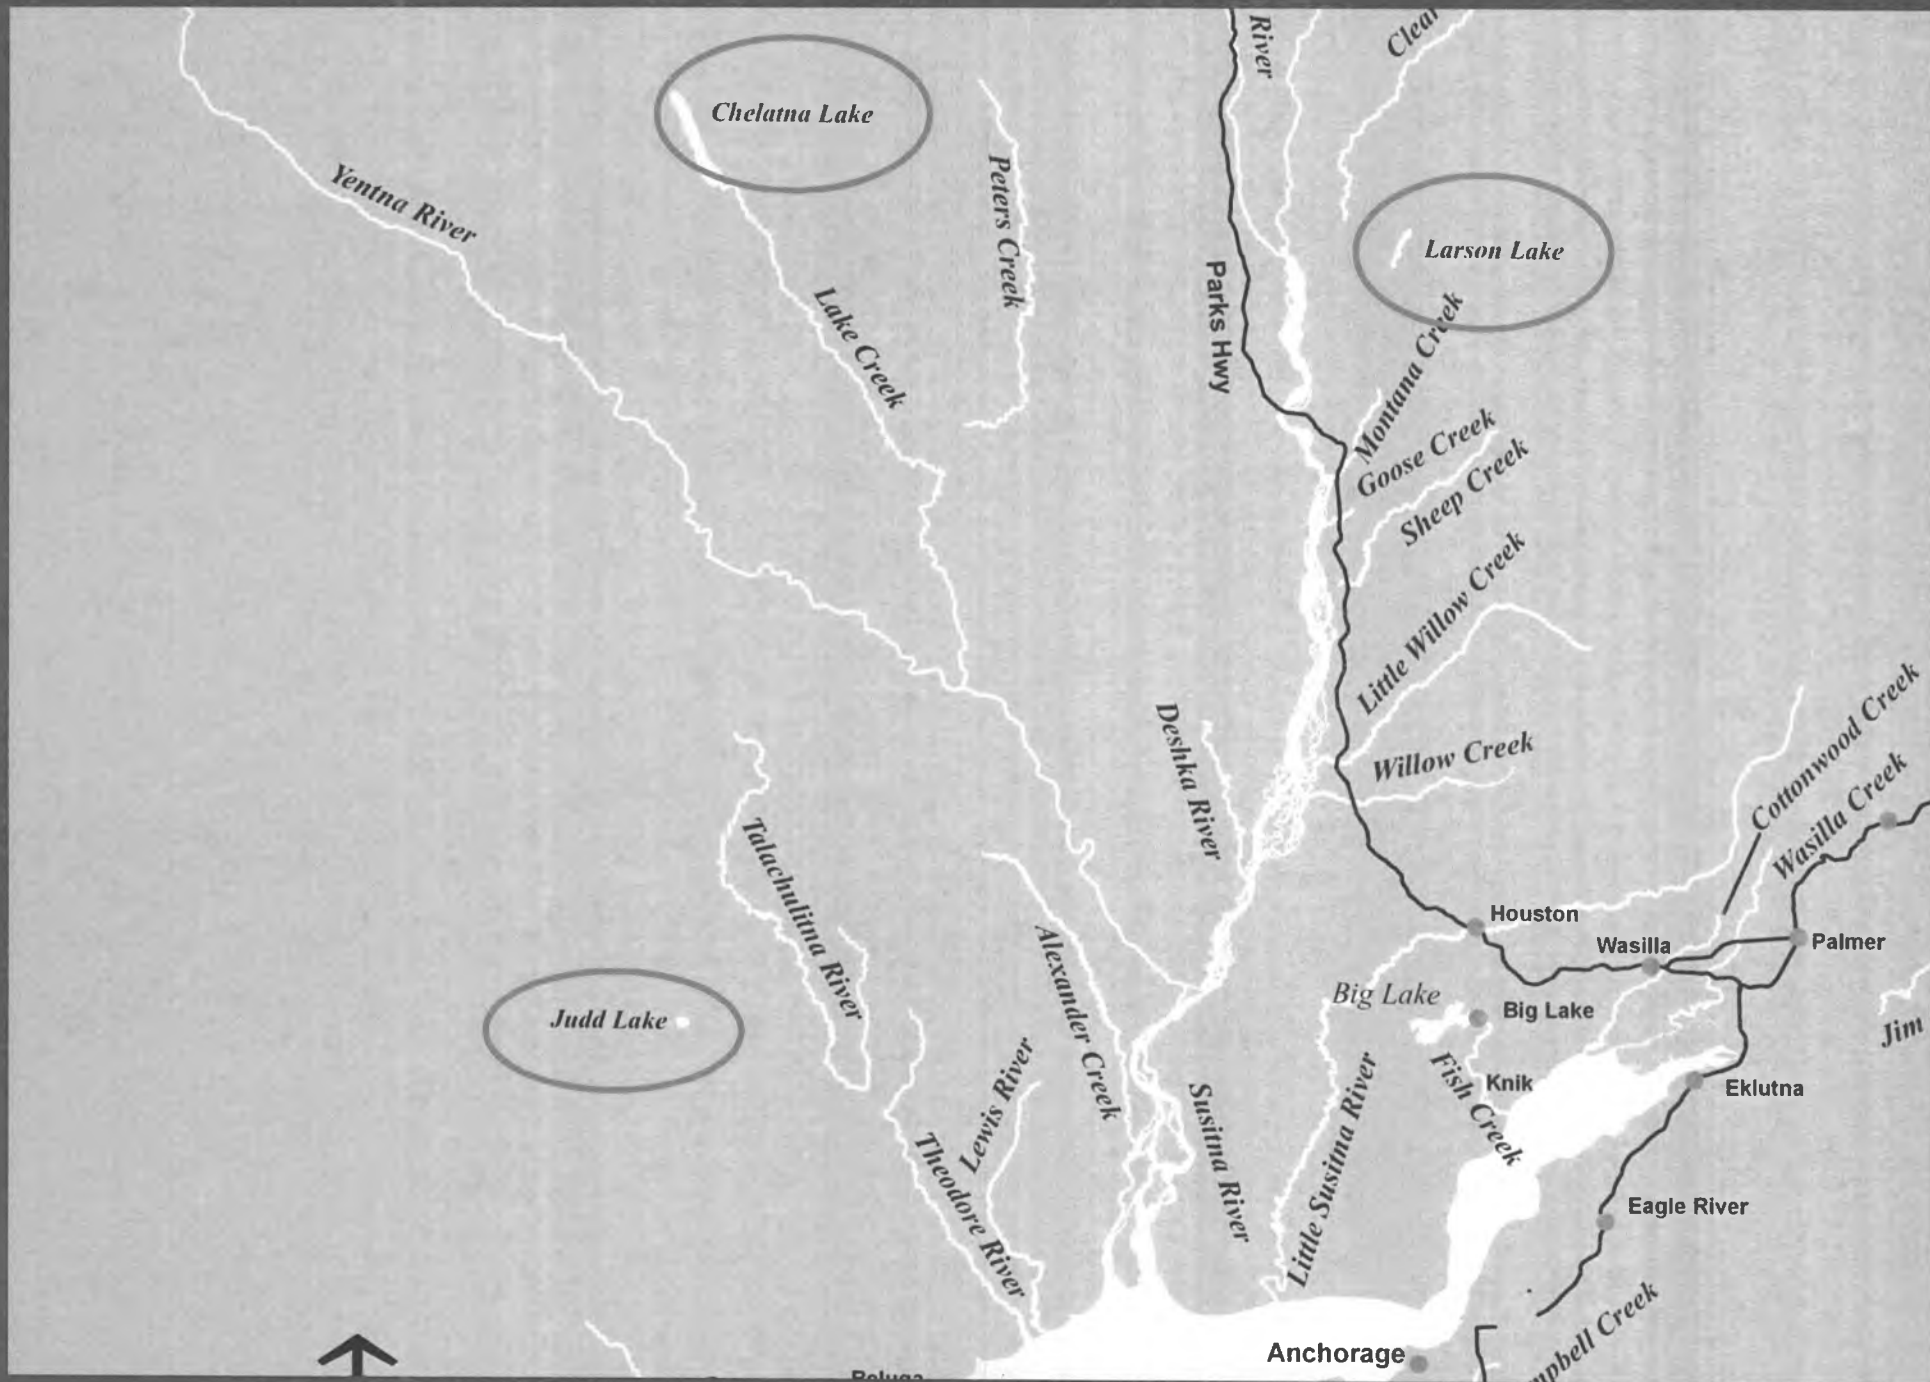 River
Clear
Chelatna Lake
Peters Creek
Yentna River
Larson Lake
Parks Hwy
Lake Creek
Montana Creek
Goose Creek
Sheep Creek
Little Willow Creek
Deshka River
Willow Creek
Cottonwood Creek
Wasilla Creek
Talachulitna River
Houston
Wasilla
Palmer
Alexander Creek
Big Lake
Big Lake
Judd Lake
Jim
Fish Creek
Knik
Eklutna
Lewis River
Susitna River
Little Susitna River
Theodore River
Eagle River
Anchorage
mpbell Creek
Beluga